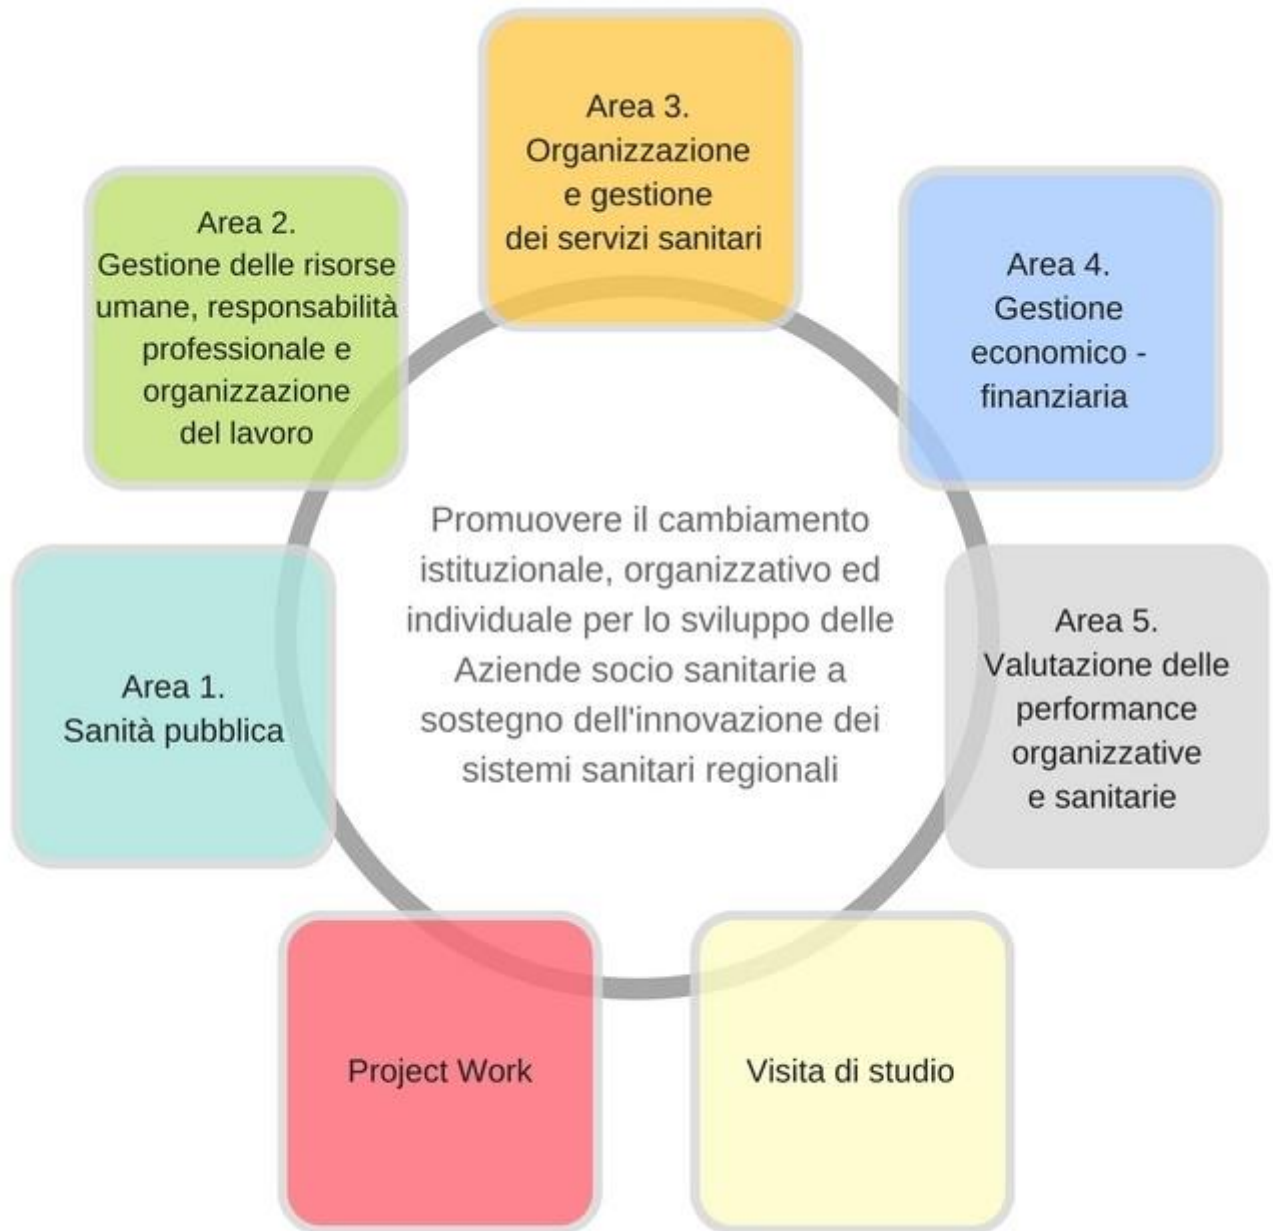 Area 3.
Organizzazione
e gestione
dei servizi sanitari
Area 2.
Gestione delle risorse
umane, responsabilità
professionale e
organizzazione
del lavoro
Area 4.
Gestione
economico -
finanziaria
Promuovere il cambiamento
istituzionale, organizzativo ed
individuale per lo sviluppo delle
Aziende socio sanitarie a
sostegno dell'innovazione dei
sistemi sanitari regionali
Area 1.
Sanità pubblica
Area 5.
Valutazione delle
performance
organizzative
e sanitarie
Project Work
Visita di studio